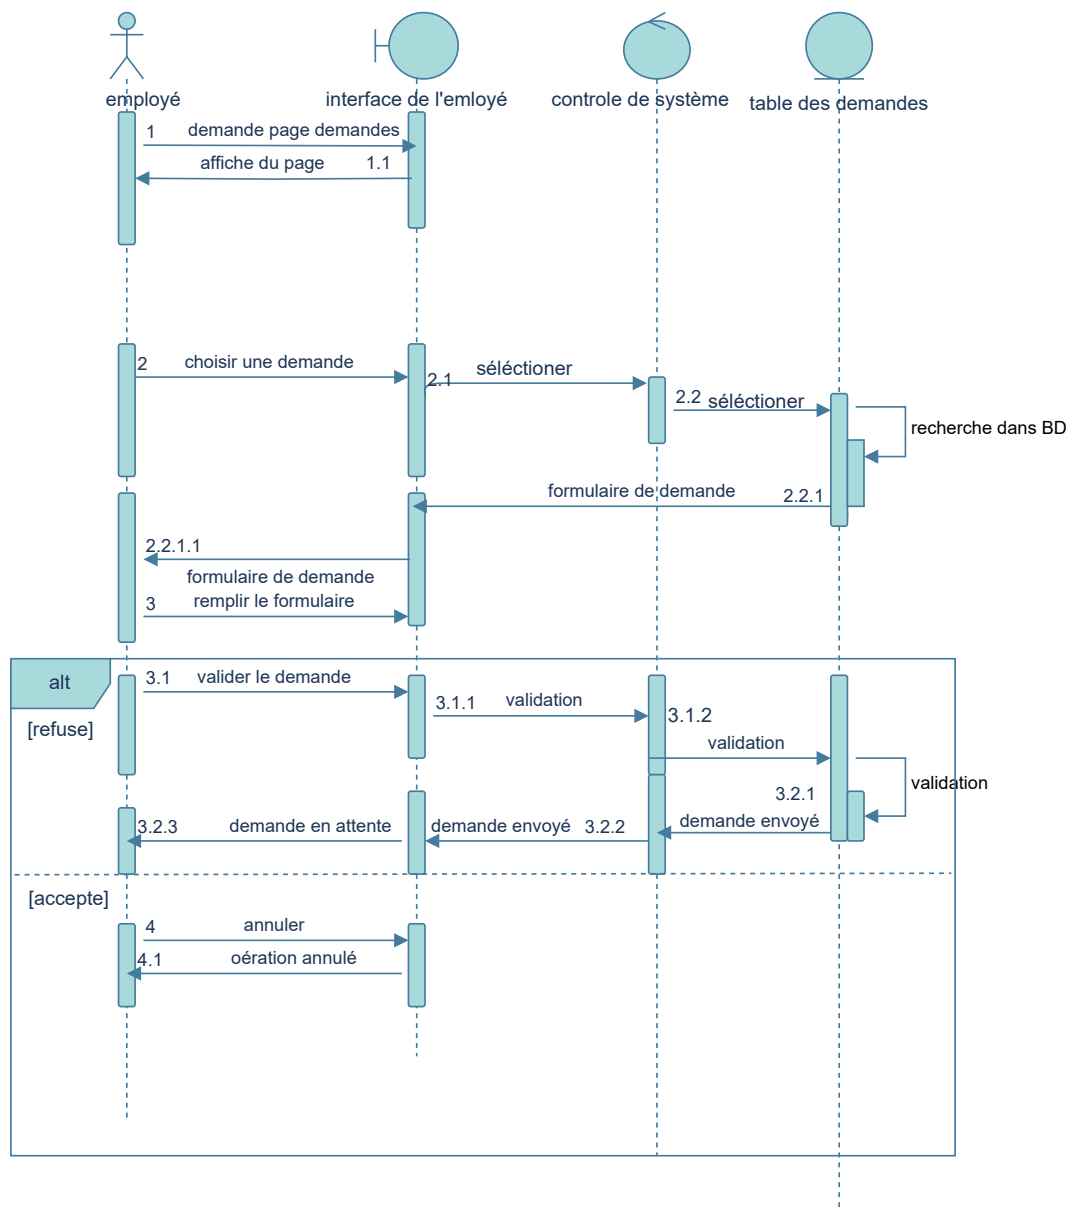 employé
interface de l'emloyé
controle de système
table des demandes
1 demande page demandes
affiche du page 1.1
2 choisir une demande
2.1 séléctioner
2.2 séléctioner
recherche dans BD
formulaire de demande 2.2.1
2.2.1.1
formulaire de demande
3 remplir le formulaire
alt
[refuse]
3.1 valider le demande
3.1.1 validation
3.1.2
validation
validation
3.2.1
demande envoyé
demande envoyé 3.2.2
3.2.3 demande en attente
[accepte]
4 annuler
4.1 oération annulé